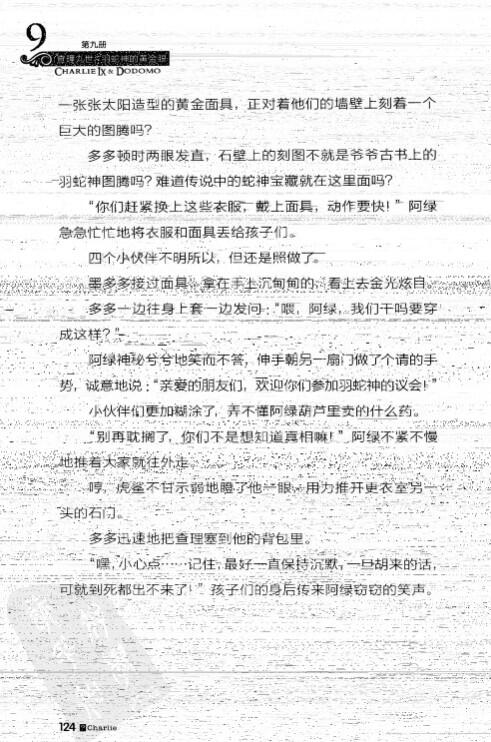 9
第九册
查理九世·羽蛇神的黄金眼
CHARLIE IX & DODOMO
一张张太阳造型的黄金面具，正对着他们的墙壁上刻着一个
巨大的图腾吗？
多多顿时两眼发直，石壁上的刻图不就是爷爷古书上的
羽蛇神图腾吗？难道传说中的蛇神宝藏就在这里面吗？
“你们赶紧换上这些衣服，戴上面具，动作要快！”阿绿
急急忙忙地将衣服和面具丢给孩子们。
四个小伙伴不明所以，但还是照做了。
墨多多接过面具，拿在手上沉甸甸的，看上去金光炫目。
多多一边往身上套一边发问：“喂，阿绿，我们干吗要穿
成这样？”
阿绿神秘兮兮地笑而不答，伸手朝另一扇门做了个请的手
势，诚意地说：“亲爱的朋友们，欢迎你们参加羽蛇神的议会！”
小伙伴们更加糊涂了，弄不懂阿绿葫芦里卖的什么药。
“别再耽搁了，你们不是想知道真相嘛！”阿绿不紧不慢
地推着大家就往外走。
哼，虎鲨不甘示弱地瞪了他一眼，用力推开更衣室另一
头的石门。
多多迅速地把查理塞到他的背包里。
“嘿，小心点……记住，最好一直保持沉默，一旦胡来的话，
可就到死都出不来了！”孩子们的身后传来阿绿窃窃的笑声。
124 Charlie